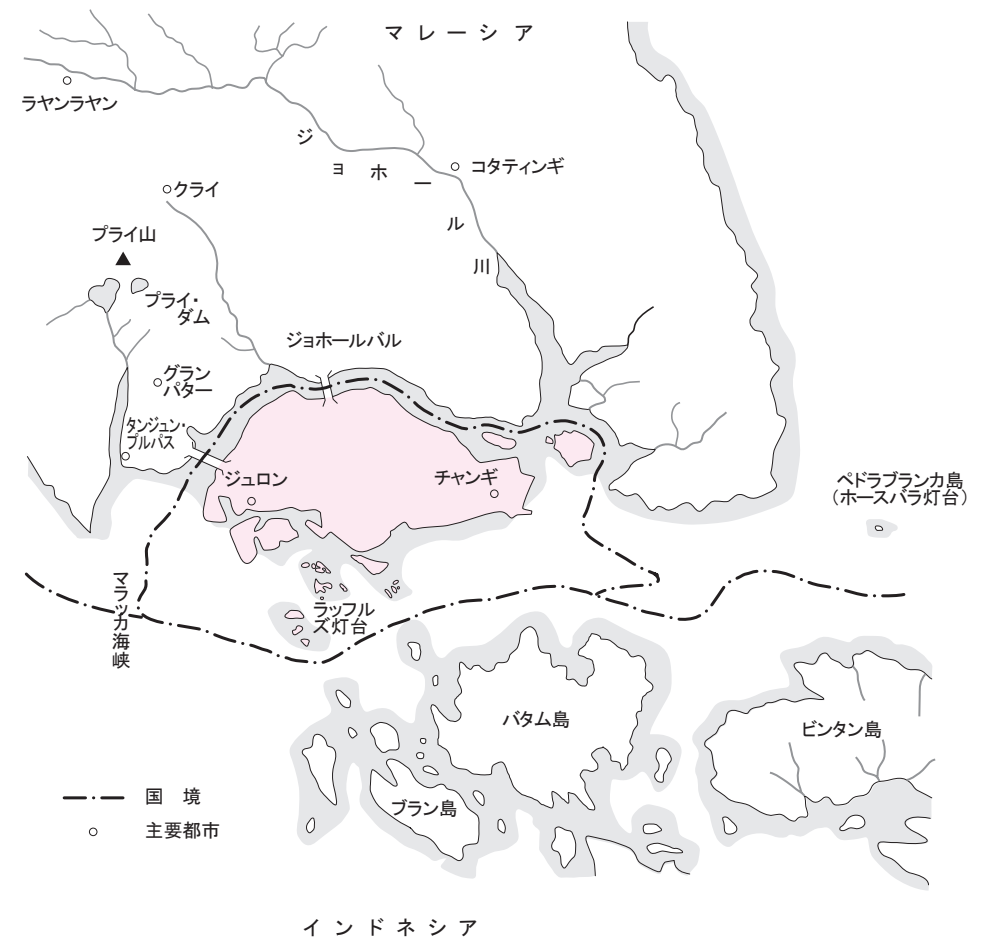 マレーシア
ラヤンラヤン
ジョホール川
コタティンギ
クライ
プライ山
プライ・
ダム
ジョホールバル
グラン
パター
タンジュン・
プルパス
ジュロン
チャンギ
ペドラブランカ島
（ホースバラ灯台）
マラッカ海峡
ラッフル
ズ灯台
バタム島
ビンタン島
ブラン島
国境
主要都市
インドネシア